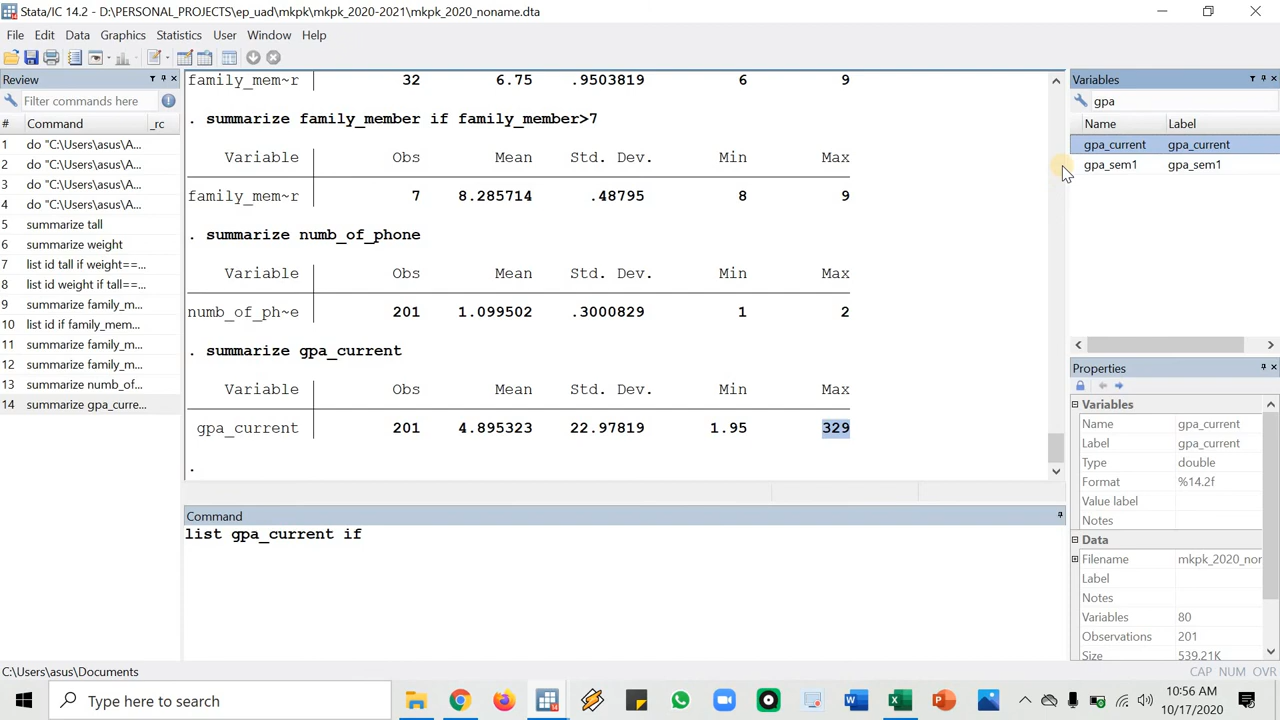 Stata/IC 14.2 - D:\PERSONAL_PROJECTS\ep_uad\mkpk\mkpk_2020-2021\mkpk_2020_noname.dta
File Edit Data Graphics Statistics User Window Help
Review
Filter commands here
# Command _rc
1 do "C:\Users\asus\A...
2 do "C:\Users\asus\A...
3 do "C:\Users\asus\A...
4 do "C:\Users\asus\A...
5 summarize tall
6 summarize weight
7 list id tall if weight==...
8 list id weight if tall==...
9 summarize family_m...
10 list id if family_mem...
11 summarize family_m...
12 summarize family_m...
13 summarize numb_of...
14 summarize gpa_curre...
family_mem~r 32 6.75 .9503819 6 9
. summarize family_member if family_member>7
Variable Obs Mean Std. Dev. Min Max
family_mem~r 7 8.285714 .48795 8 9
. summarize numb_of_phone
Variable Obs Mean Std. Dev. Min Max
numb_of_ph~e 201 1.099502 .3000829 1 2
. summarize gpa_current
Variable Obs Mean Std. Dev. Min Max
gpa_current 201 4.895323 22.97819 1.95 329
.
Command
list gpa_current if
Variables
gpa
Name Label
gpa_current gpa_current
gpa_sem1 gpa_sem1
Properties
Variables
Name gpa_current
Label gpa_current
Type double
Format %14.2f
Value label
Notes
Data
Filename mkpk_2020_nor
Label
Notes
Variables 80
Observations 201
Size 539.21K
C:\Users\asus\Documents
CAP NUM OVR
Type here to search
10:56 AM
10/17/2020